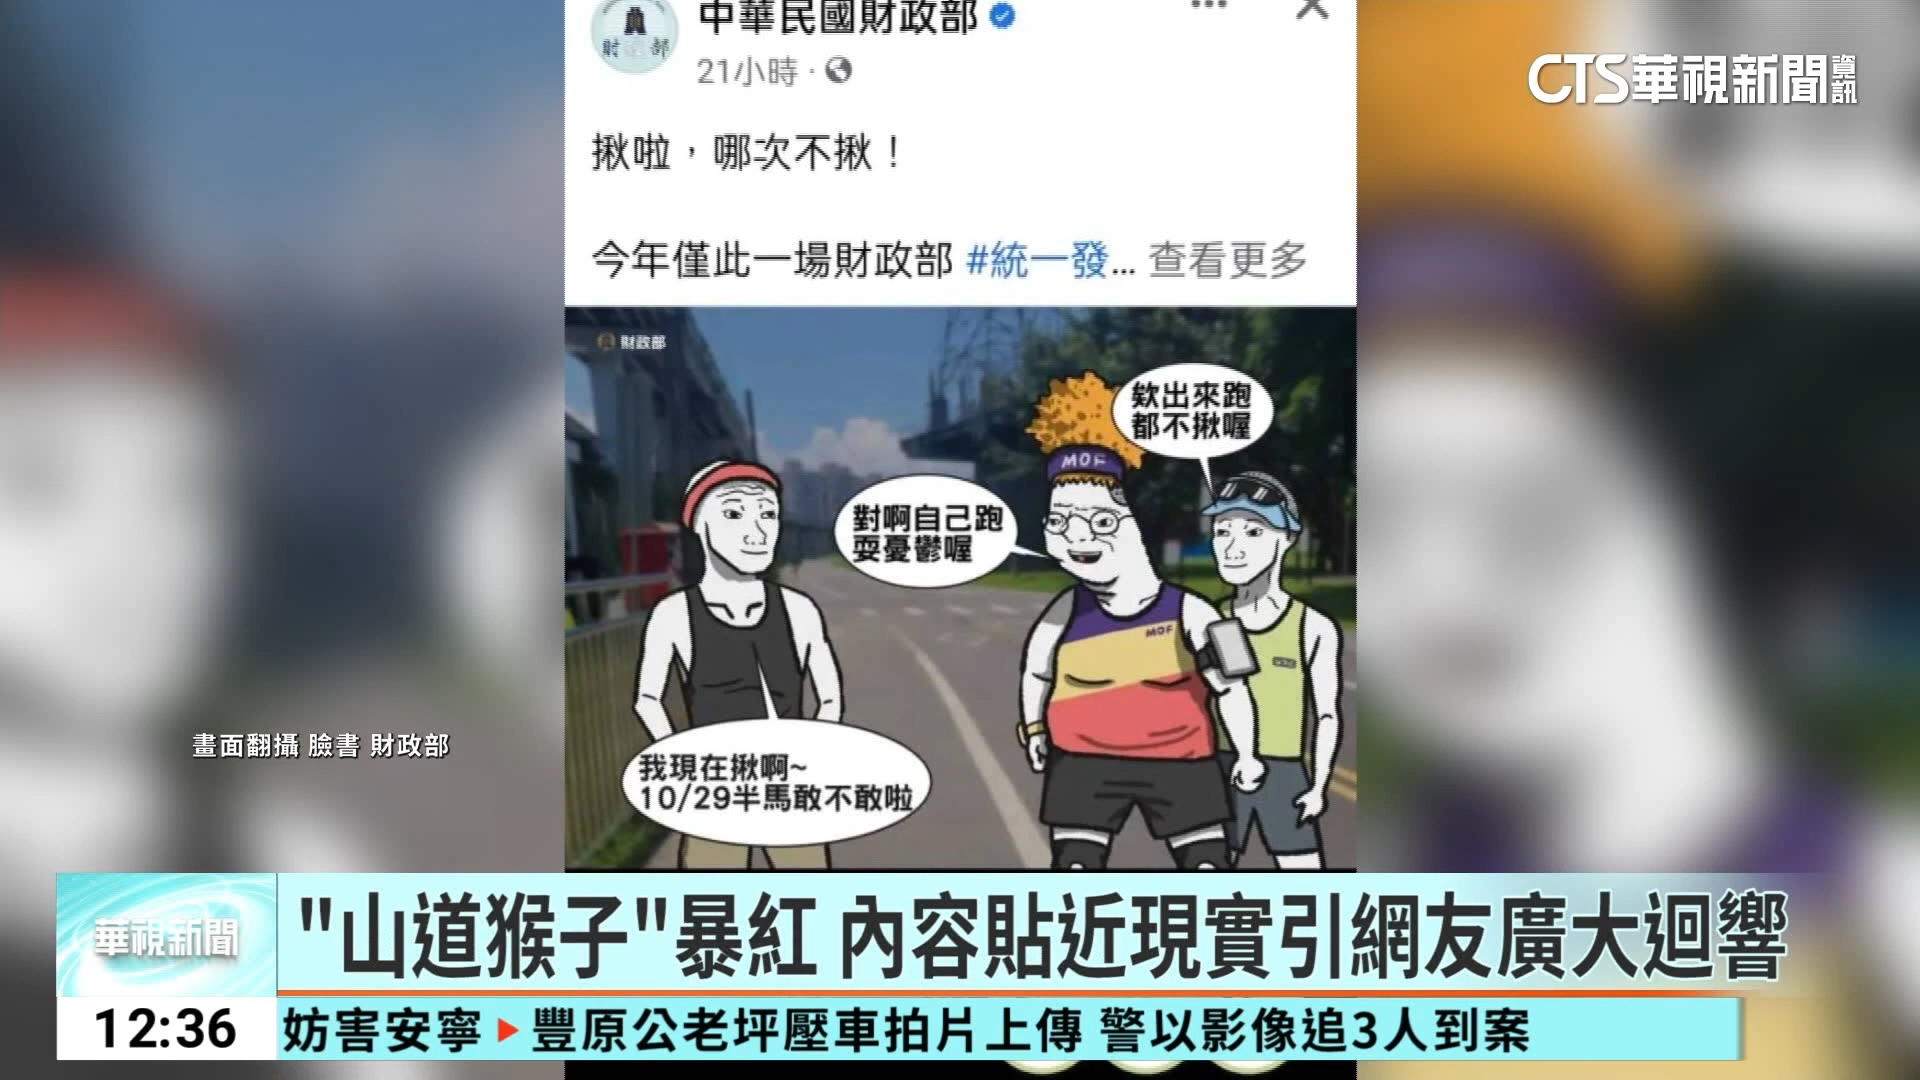 中華民國財政部
21小時
CTS華視新聞資訊
揪啦，哪次不揪！
今年僅此一場財政部 #統一發... 查看更多
財政部
欸出來跑
都不揪喔
MOF
對啊自己跑
耍憂鬱喔
MOF
我現在揪啊~
10/29半馬敢不敢啦
畫面翻攝 臉書 財政部
華視新聞
"山道猴子"暴紅 內容貼近現實引網友廣大迴響
12:36
妨害安寧▶豐原公老坪壓車拍片上傳 警以影像追3人到案